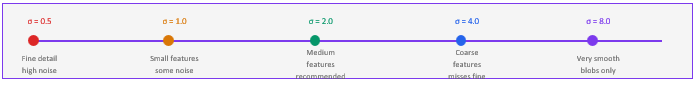 σ = 0.5
σ = 1.0
σ = 2.0
σ = 4.0
σ = 8.0
Fine detail
high noise
Small features
some noise
Medium
features
recommended
Coarse
features
misses fine
Very smooth
blobs only